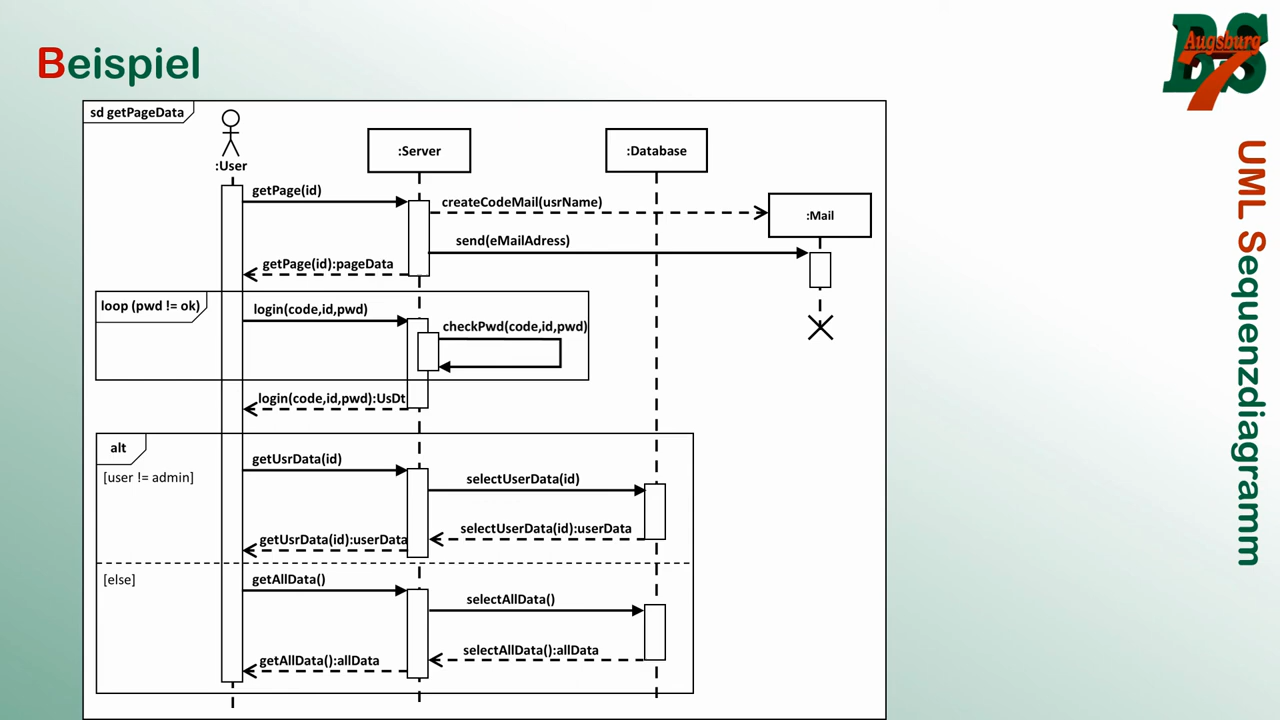 Beispiel
BS
Augsburg
7
UML Sequenzdiagramm
sd getPageData
:User
:Server
:Database
:Mail
getPage(id)
createCodeMail(usrName)
send(eMailAdress)
getPage(id):pageData
loop (pwd != ok)
login(code,id,pwd)
checkPwd(code,id,pwd)
login(code,id,pwd):UsDt
alt
[user != admin]
getUsrData(id)
selectUserData(id)
selectUserData(id):userData
getUsrData(id):userData
[else]
getAllData()
selectAllData()
selectAllData():allData
getAllData():allData